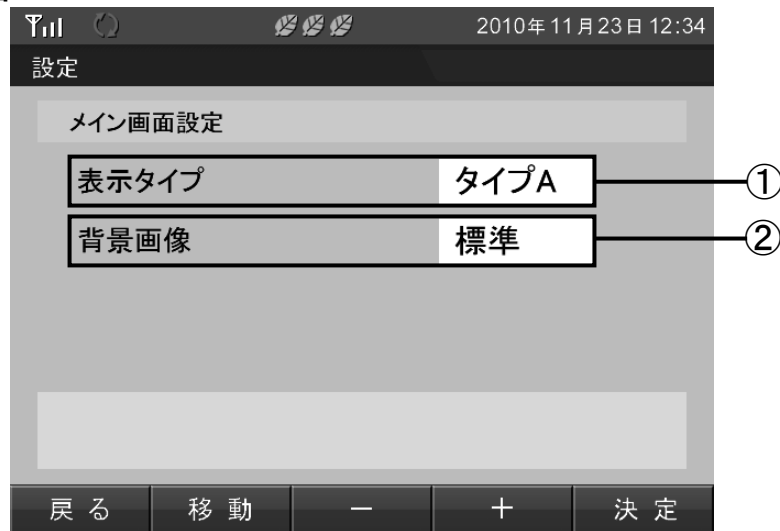 2010年11月23日 12:34
設定
メイン画面設定
表示タイプ タイプA ①
背景画像 標準 ②
戻る 移動 － ＋ 決定